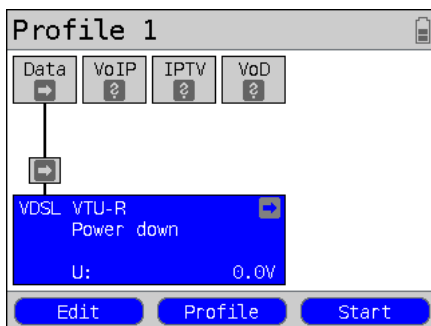 Profile 1
Data VoIP IPTV VoD
? ? ?
VDSL VTU-R
Power down
U: 0.0V
Edit Profile Start